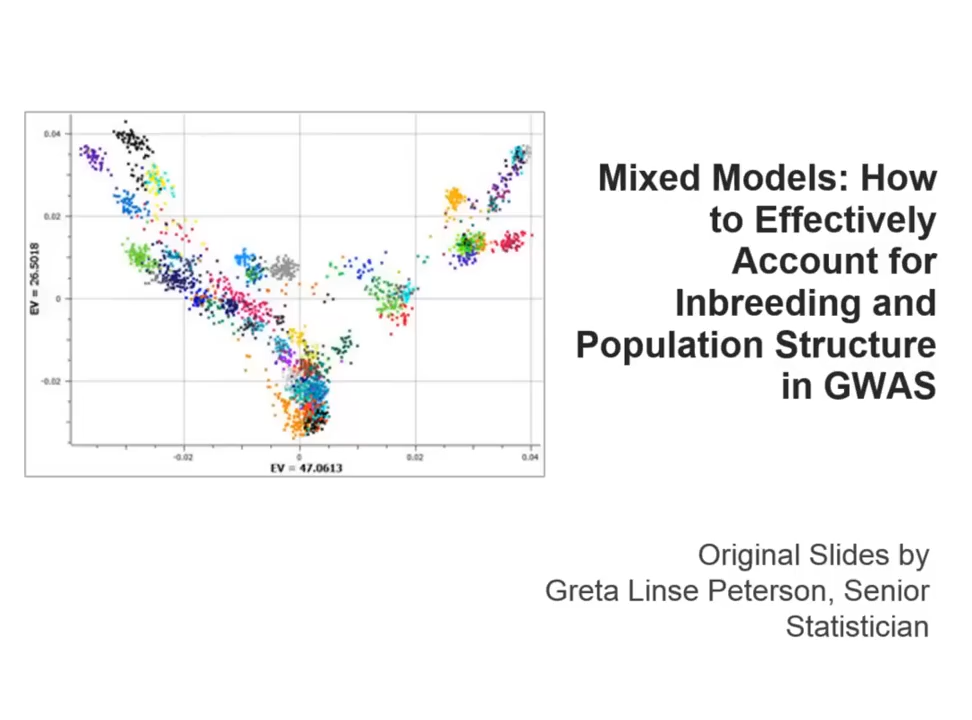 0.04
0.02
0
-0.02
EV = 26.5018
-0.02
0
0.02
0.04
EV = 47.0613
Mixed Models: How
to Effectively
Account for
Inbreeding and
Population Structure
in GWAS
Original Slides by
Greta Linse Peterson, Senior
Statistician